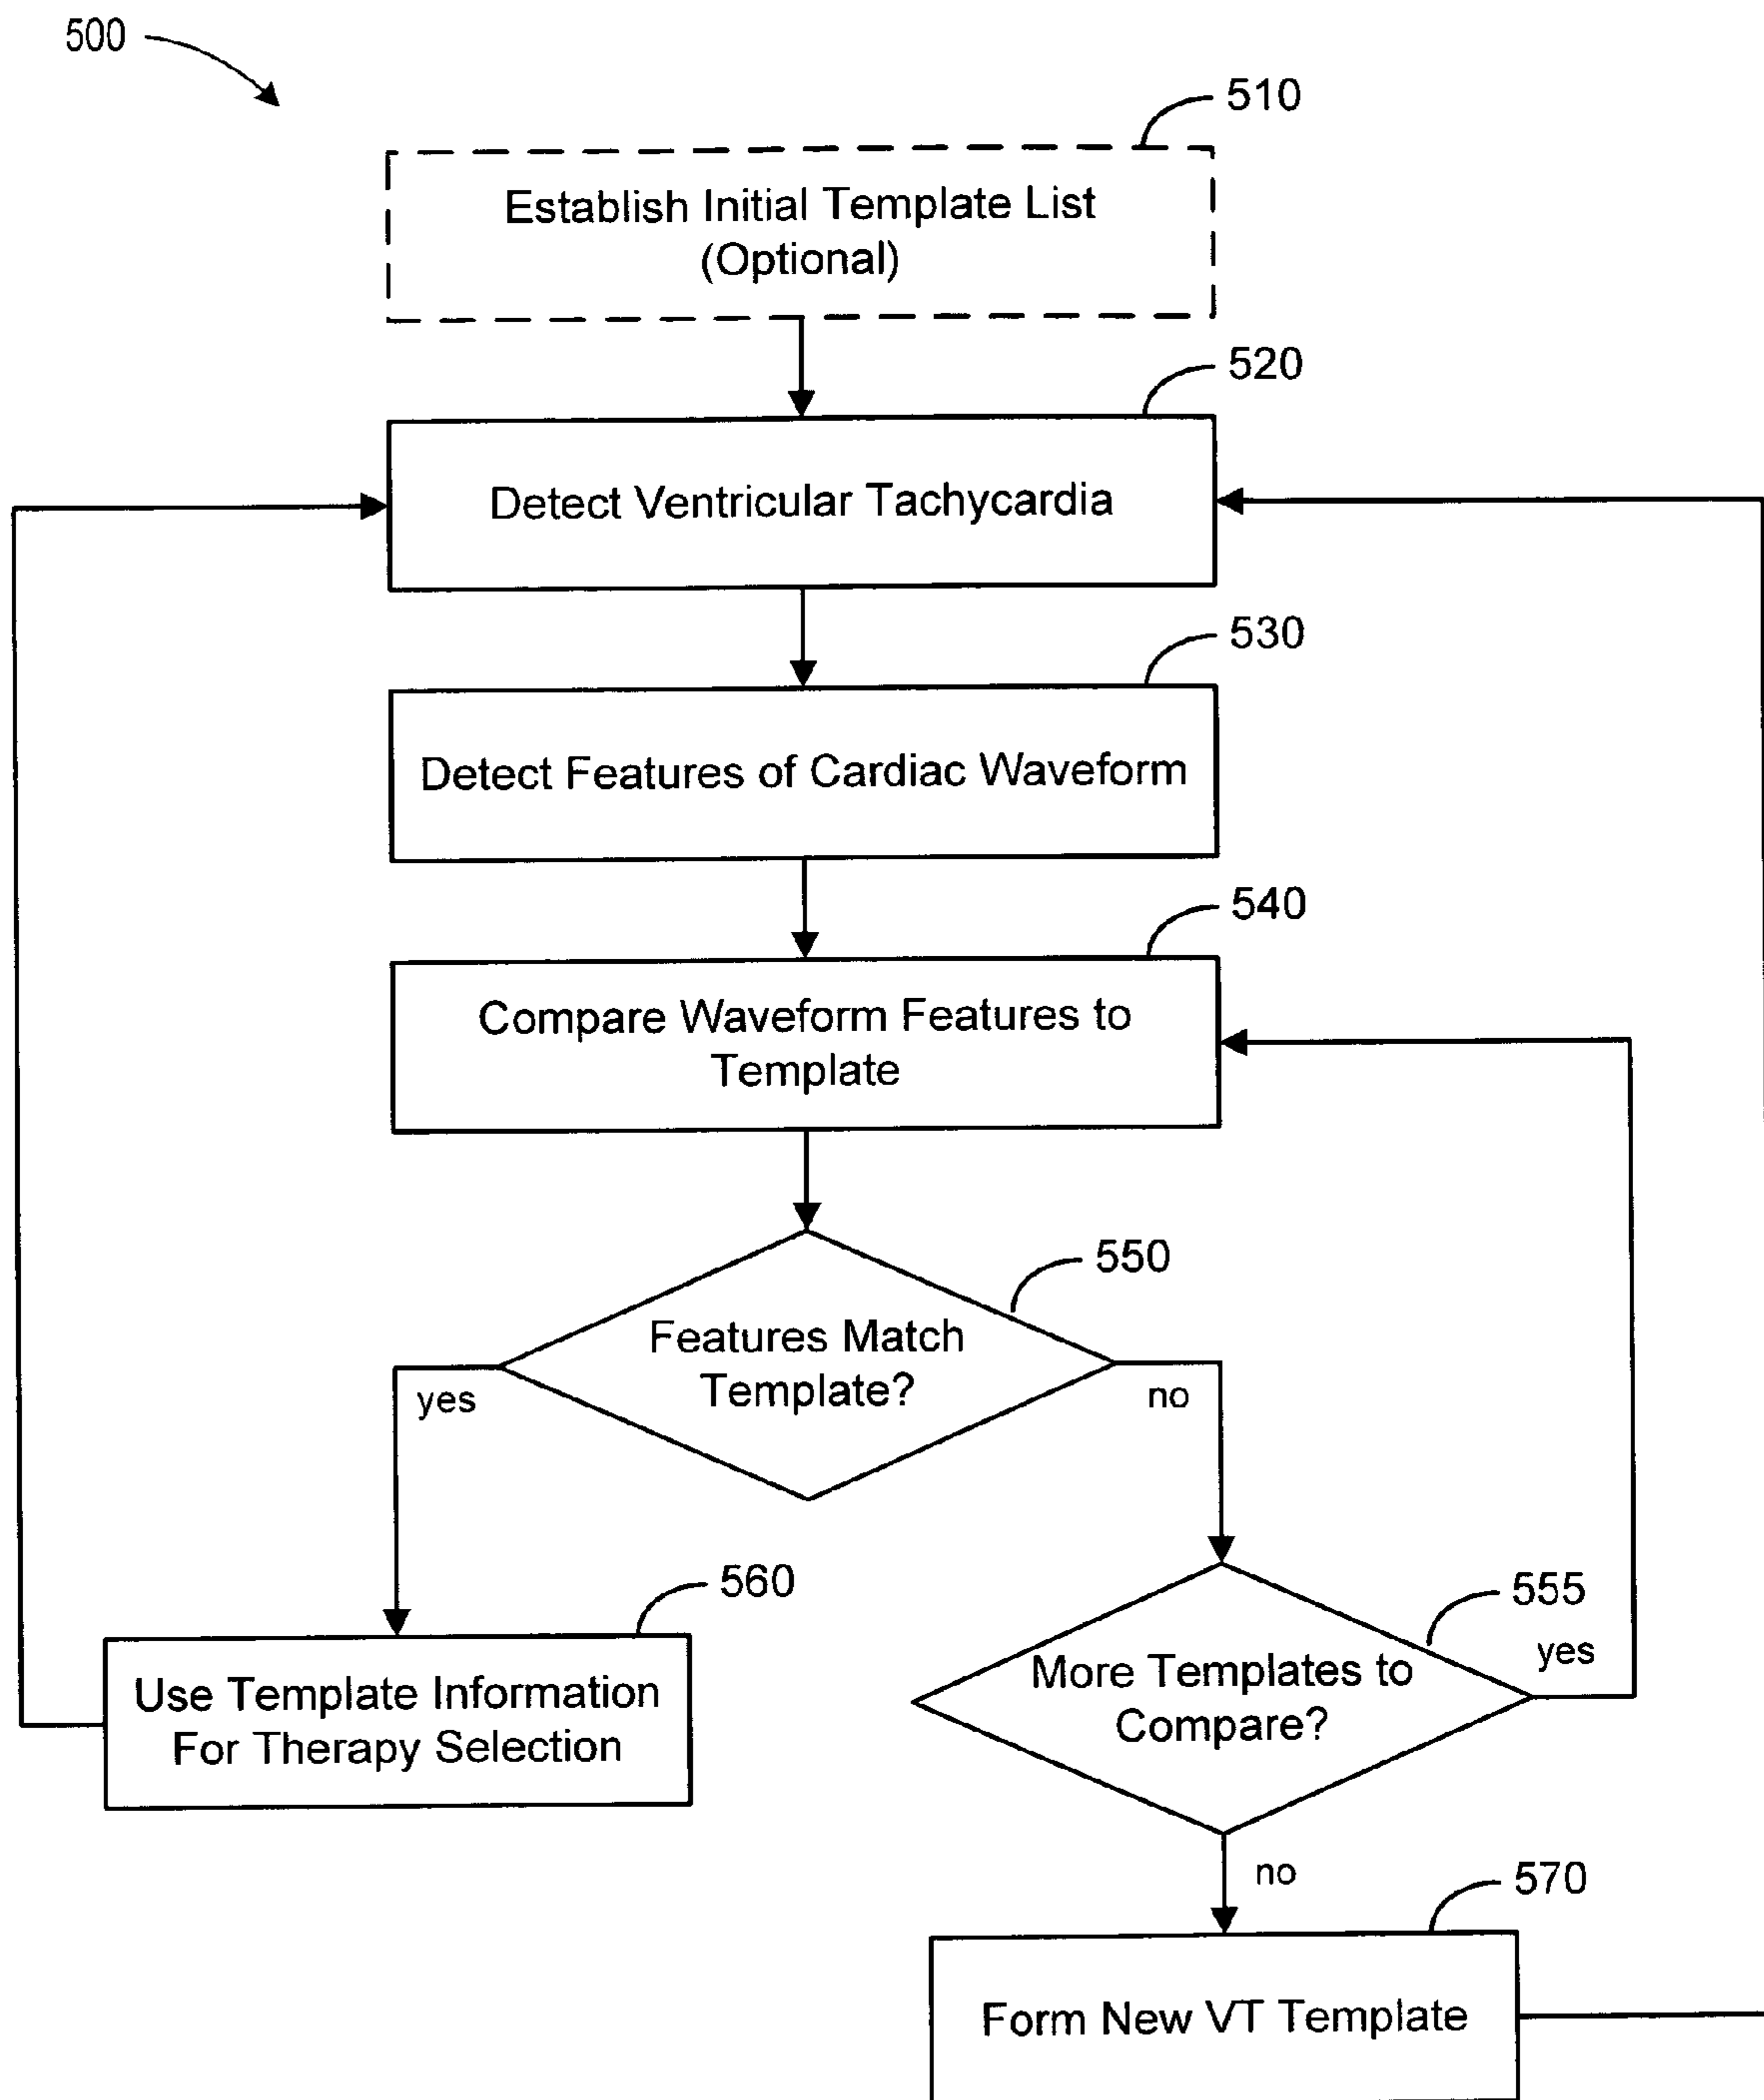 500
510
Establish Initial Template List
(Optional)
520
Detect Ventricular Tachycardia
530
Detect Features of Cardiac Waveform
540
Compare Waveform Features to
Template
550
Features Match
Template?
yes
no
560
Use Template Information
For Therapy Selection
555
More Templates to
Compare?
yes
no
570
Form New VT Template